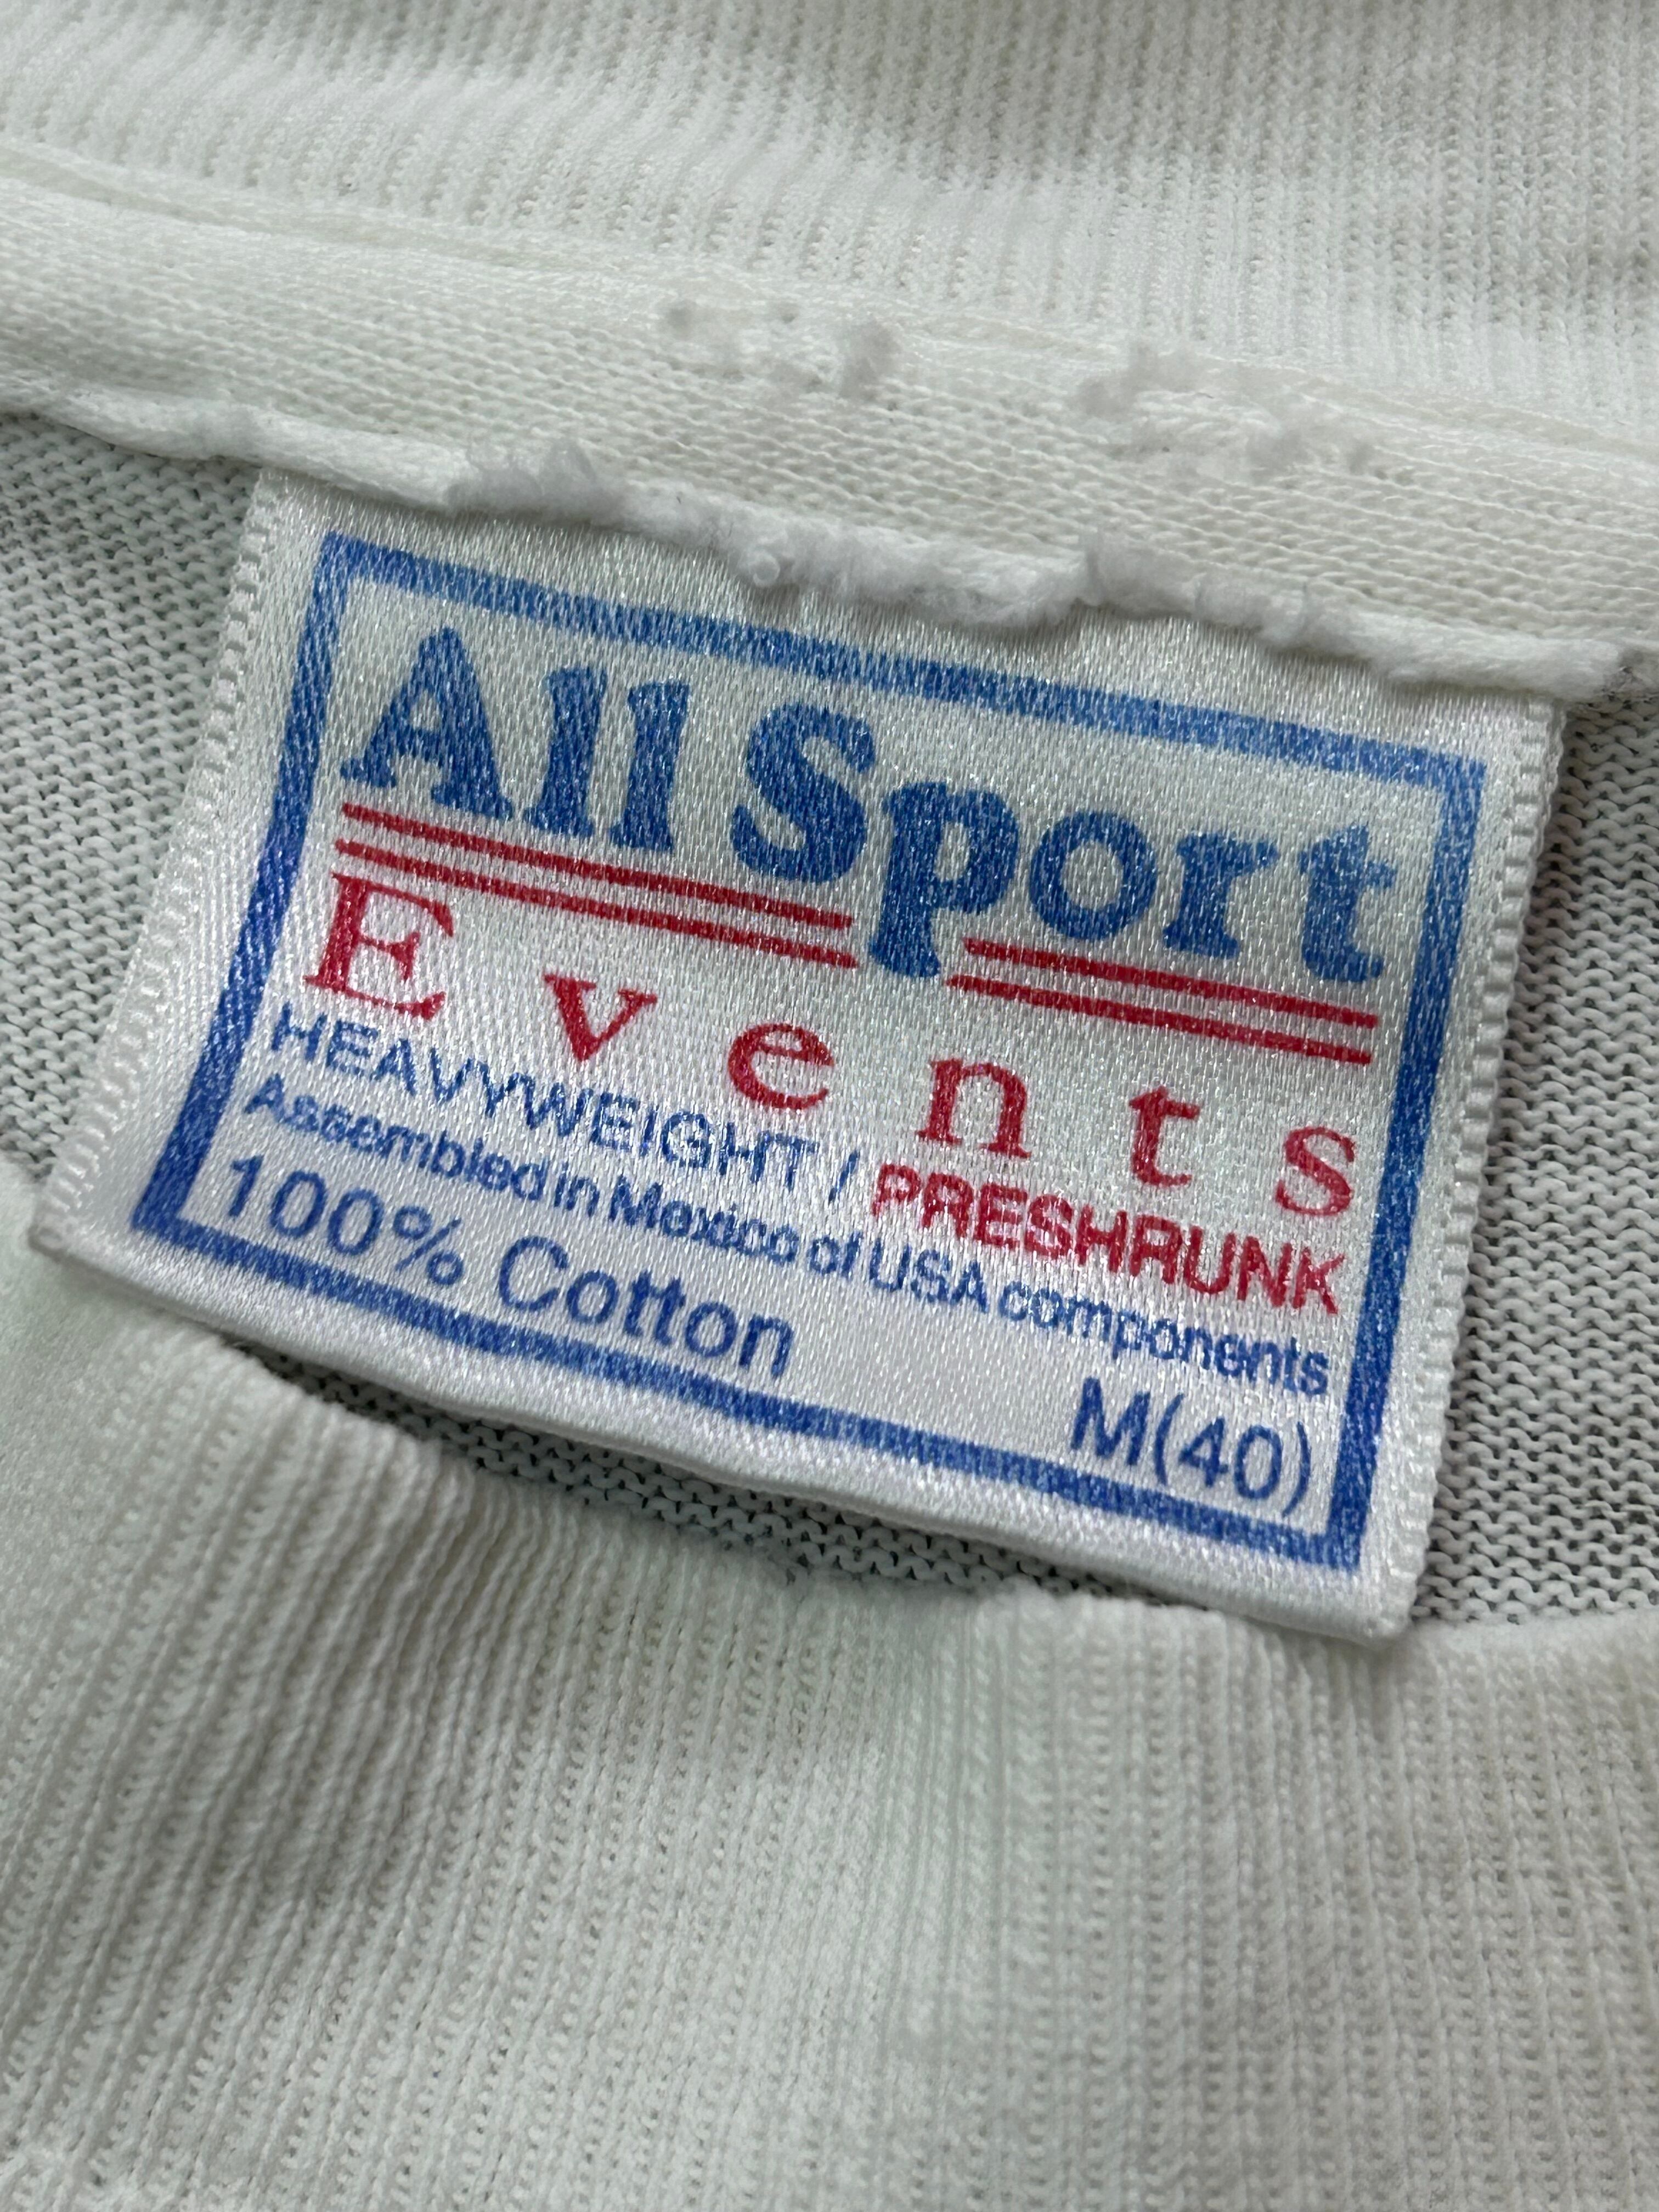 All Sport
Events
HEAVYWEIGHT / PRESHRUNK
Assembled in Mexico of USA components
100% Cotton
M(40)